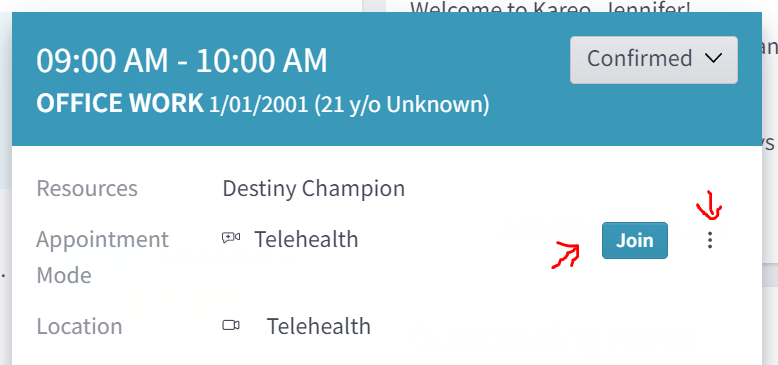 Welcome to Kareo, Jennifer!
09:00 AM - 10:00 AM
Confirmed
OFFICE WORK 1/01/2001 (21 y/o Unknown)
Resources Destiny Champion
Appointment Mode Telehealth Join
Location Telehealth